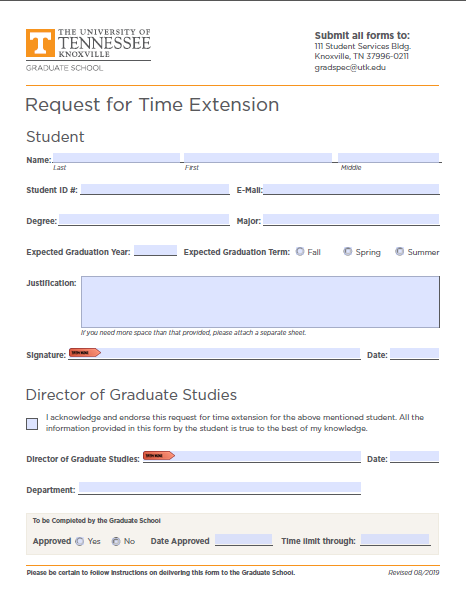 THE UNIVERSITY OF
TENNESSEE
KNOXVILLE
GRADUATE SCHOOL
Submit all forms to:
111 Student Services Bldg.
Knoxville, TN 37996-0211
gradspec@utk.edu
Request for Time Extension
Student
Name:
Last First Middle
Student ID #: E-Mail:
Degree: Major:
Expected Graduation Year: Expected Graduation Term: Fall Spring Summer
Justification:
If you need more space than that provided, please attach a separate sheet.
Signature: Date:
Director of Graduate Studies
I acknowledge and endorse this request for time extension for the above mentioned student. All the
information provided in this form by the student is true to the best of my knowledge.
Director of Graduate Studies: Date:
Department:
To be Completed by the Graduate School
Approved Yes No Date Approved Time limit through:
Please be certain to follow instructions on delivering this form to the Graduate School. Revised 08/2019